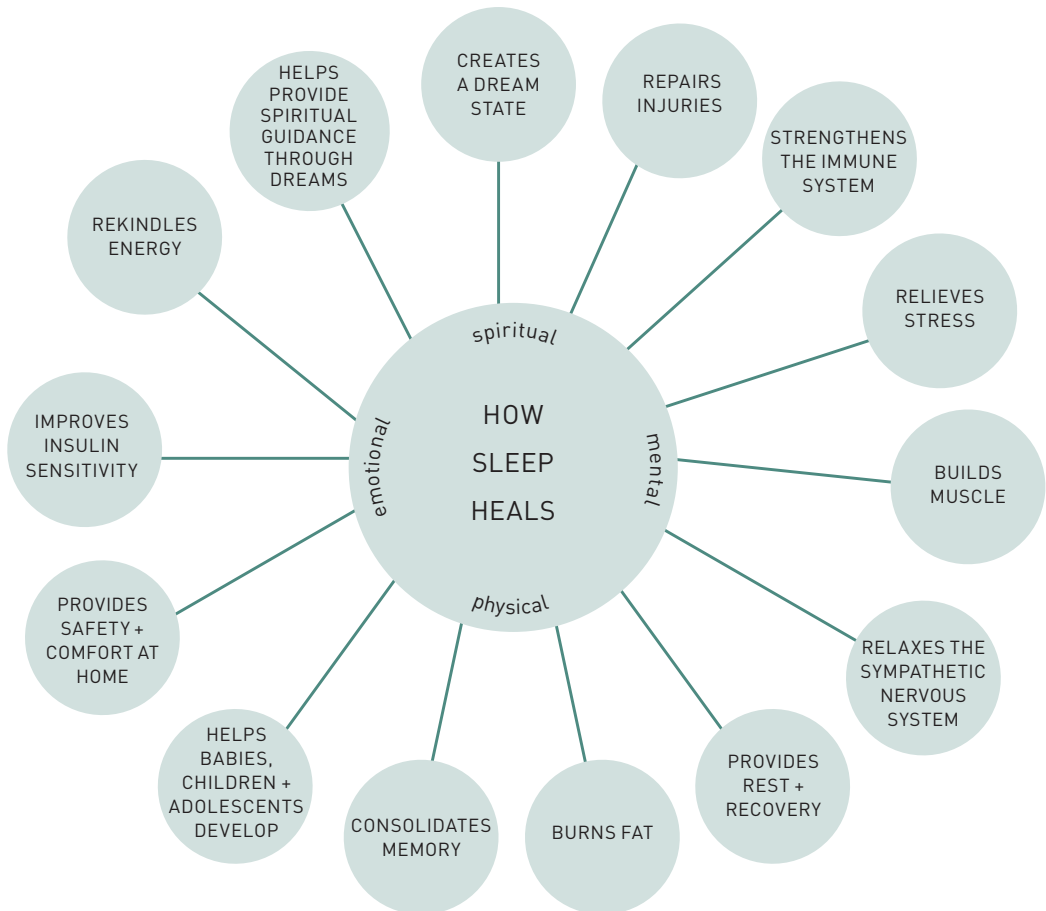 CREATES
A DREAM
STATE
REPAIRS
INJURIES
STRENGTHENS
THE IMMUNE
SYSTEM
RELIEVES
STRESS
BUILDS
MUSCLE
RELAXES THE
SYMPATHETIC
NERVOUS
SYSTEM
PROVIDES
REST +
RECOVERY
BURNS FAT
CONSOLIDATES
MEMORY
HELPS
BABIES,
CHILDREN +
ADOLESCENTS
DEVELOP
PROVIDES
SAFETY +
COMFORT AT
HOME
IMPROVES
INSULIN
SENSITIVITY
REKINDLES
ENERGY
HELPS
PROVIDE
SPIRITUAL
GUIDANCE
THROUGH
DREAMS
spiritual
mental
physical
emotional
HOW
SLEEP
HEALS